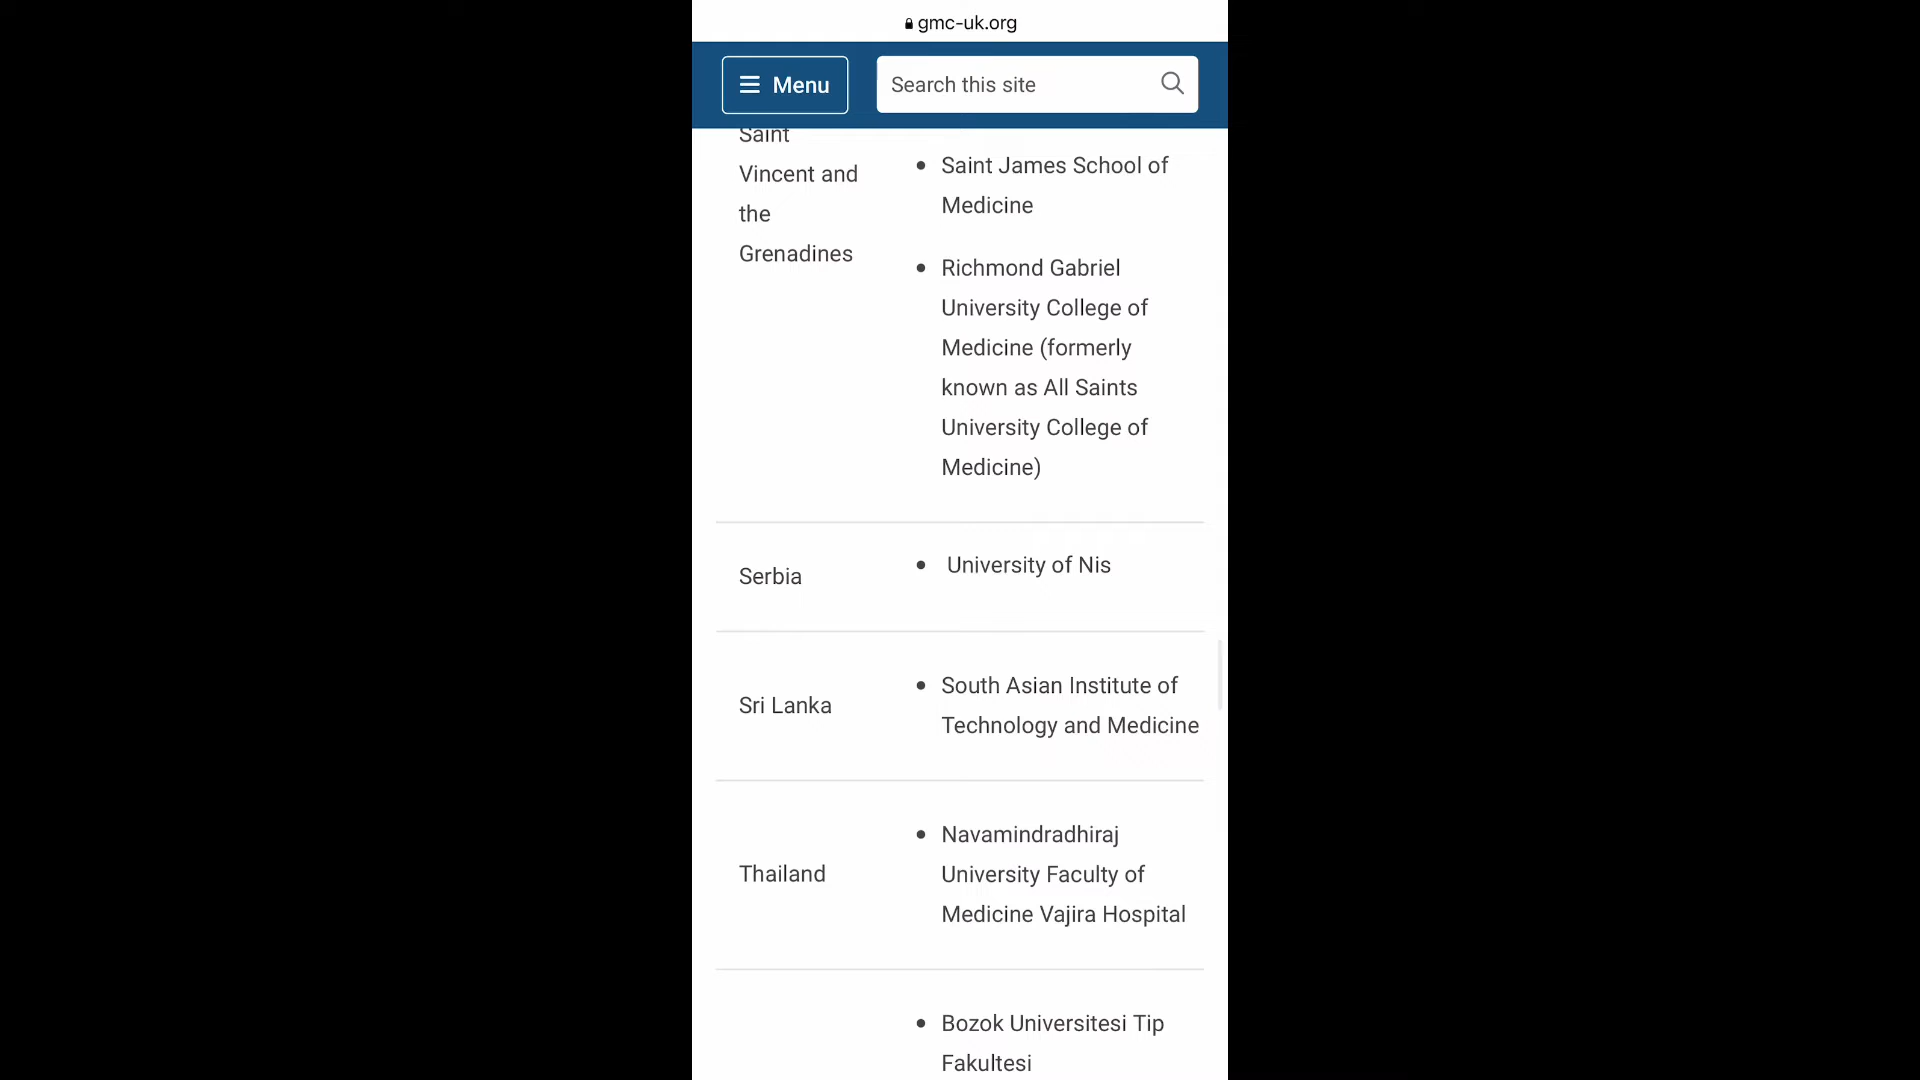 gmc-uk.org
Menu
Search this site
Saint
Vincent and
the
Grenadines
• Saint James School of
Medicine
• Richmond Gabriel
University College of
Medicine (formerly
known as All Saints
University College of
Medicine)
Serbia
• University of Nis
Sri Lanka
• South Asian Institute of
Technology and Medicine
Thailand
• Navamindradhiraj
University Faculty of
Medicine Vajira Hospital
• Bozok Universitesi Tip
Fakultesi